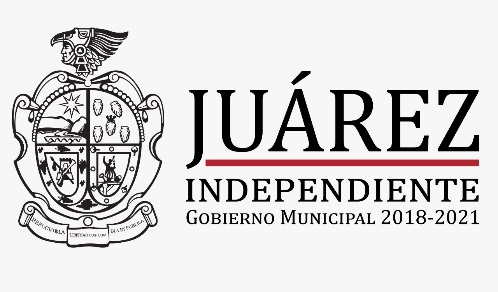 JUÁREZ
INDEPENDIENTE
GOBIERNO MUNICIPAL 2018-2021